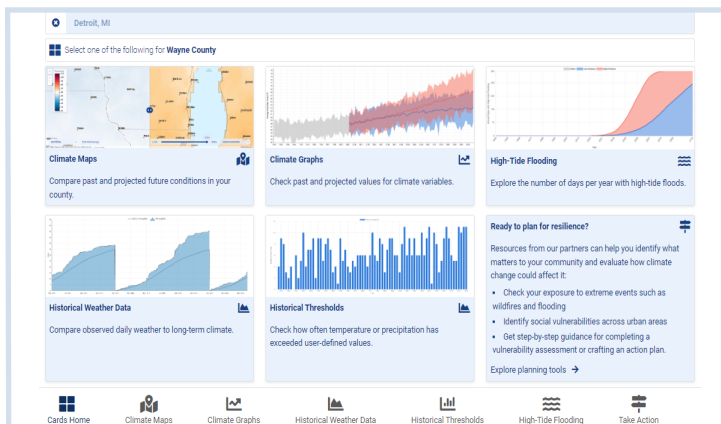 Detroit, MI
Select one of the following for Wayne County
Climate Maps
Compare past and projected future conditions in your
county.
Climate Graphs
Check past and projected values for climate variables.
High-Tide Flooding
Explore the number of days per year with high-tide floods.
Historical Weather Data
Compare observed daily weather to long-term climate.
Historical Thresholds
Check how often temperature or precipitation has
exceeded user-defined values.
Ready to plan for resilience?
Resources from our partners can help you identify what
matters to your community and evaluate how climate
change could affect it:
• Check your exposure to extreme events such as
wildfires and flooding
• Identify social vulnerabilities across urban areas
• Get step-by-step guidance for completing a
vulnerability assessment or crafting an action plan.
Explore planning tools →
Cards Home
Climate Maps
Climate Graphs
Historical Weather Data
Historical Thresholds
High-Tide Flooding
Take Action